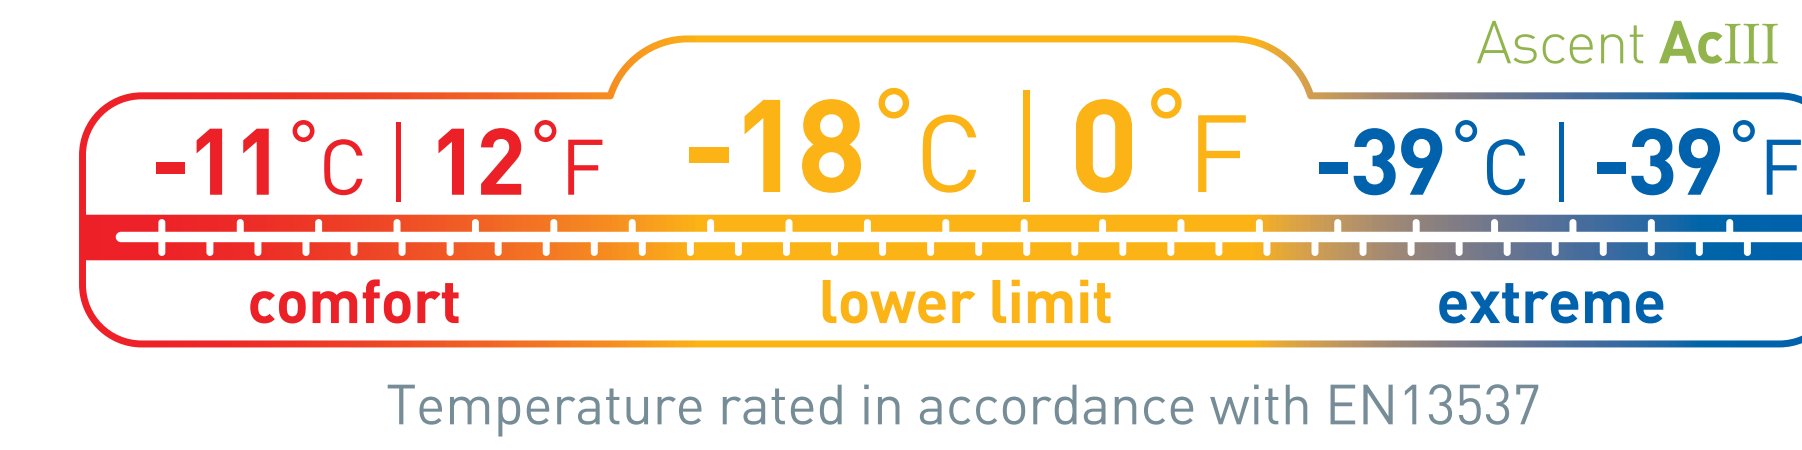 Ascent AcIII
-11°C | 12°F
-18°C | 0°F
-39°C | -39°F
comfort
lower limit
extreme
Temperature rated in accordance with EN13537